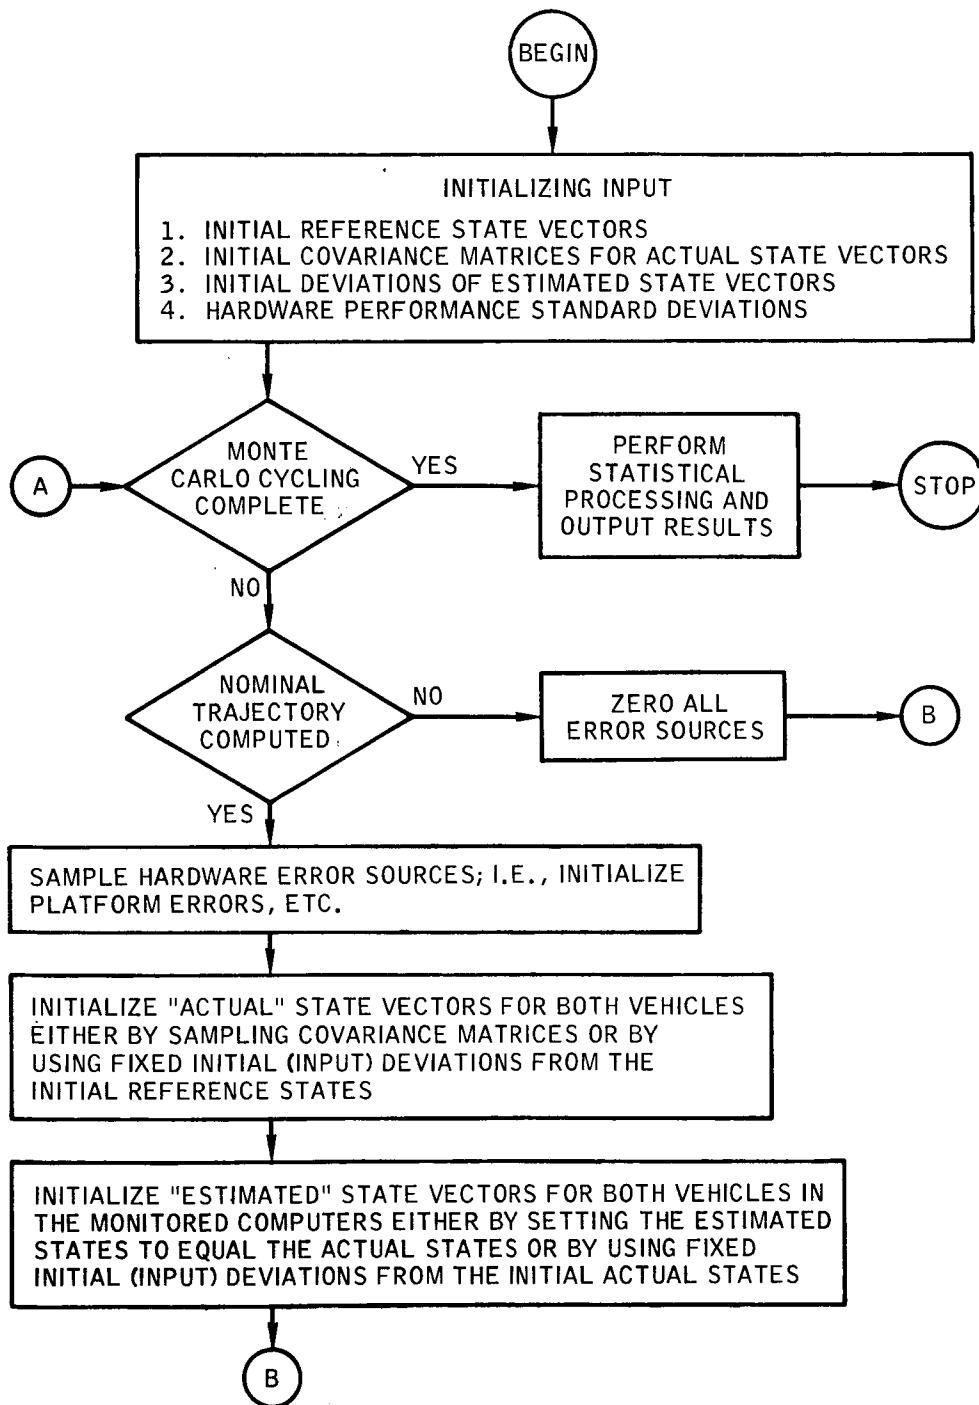 BEGIN
INITIALIZING INPUT
1. INITIAL REFERENCE STATE VECTORS
2. INITIAL COVARIANCE MATRICES FOR ACTUAL STATE VECTORS
3. INITIAL DEVIATIONS OF ESTIMATED STATE VECTORS
4. HARDWARE PERFORMANCE STANDARD DEVIATIONS
A
MONTE
CARLO CYCLING
COMPLETE
YES
PERFORM
STATISTICAL
PROCESSING AND
OUTPUT RESULTS
STOP
NO
NOMINAL
TRAJECTORY
COMPUTED
NO
ZERO ALL
ERROR SOURCES
B
YES
SAMPLE HARDWARE ERROR SOURCES; I.E., INITIALIZE
PLATFORM ERRORS, ETC.
INITIALIZE "ACTUAL" STATE VECTORS FOR BOTH VEHICLES
EITHER BY SAMPLING COVARIANCE MATRICES OR BY
USING FIXED INITIAL (INPUT) DEVIATIONS FROM THE
INITIAL REFERENCE STATES
INITIALIZE "ESTIMATED" STATE VECTORS FOR BOTH VEHICLES IN
THE MONITORED COMPUTERS EITHER BY SETTING THE ESTIMATED
STATES TO EQUAL THE ACTUAL STATES OR BY USING FIXED
INITIAL (INPUT) DEVIATIONS FROM THE INITIAL ACTUAL STATES
B